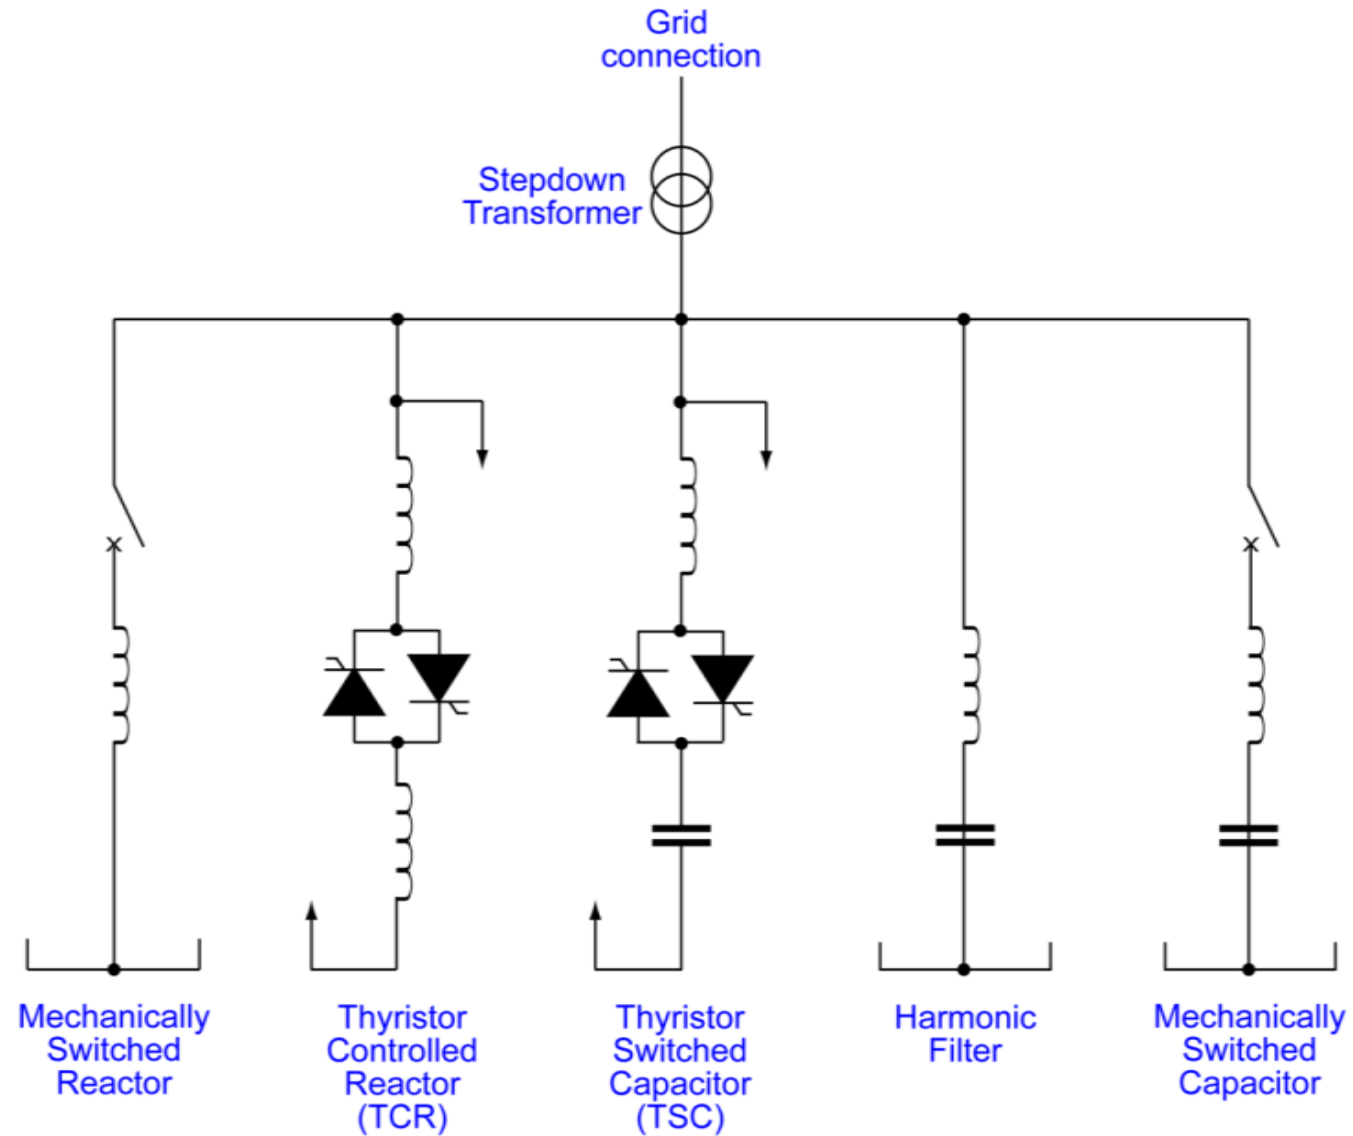 Grid
connection
Stepdown
Transformer
Mechanically
Switched
Reactor
Thyristor
Controlled
Reactor
(TCR)
Thyristor
Switched
Capacitor
(TSC)
Harmonic
Filter
Mechanically
Switched
Capacitor